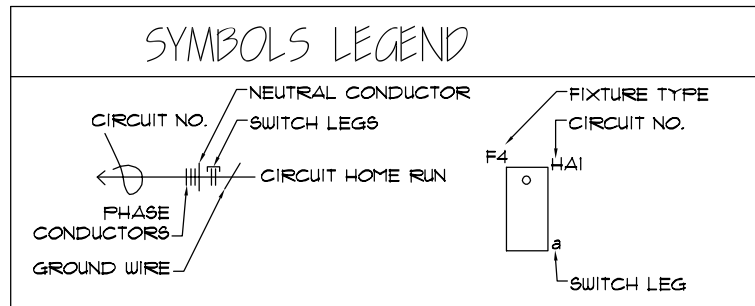 SYMBOLS LEGEND
NEUTRAL CONDUCTOR
CIRCUIT NO.
SWITCH LEGS
CIRCUIT HOME RUN
PHASE
CONDUCTORS
GROUND WIRE
FIXTURE TYPE
CIRCUIT NO.
F4
HA1
a
SWITCH LEG